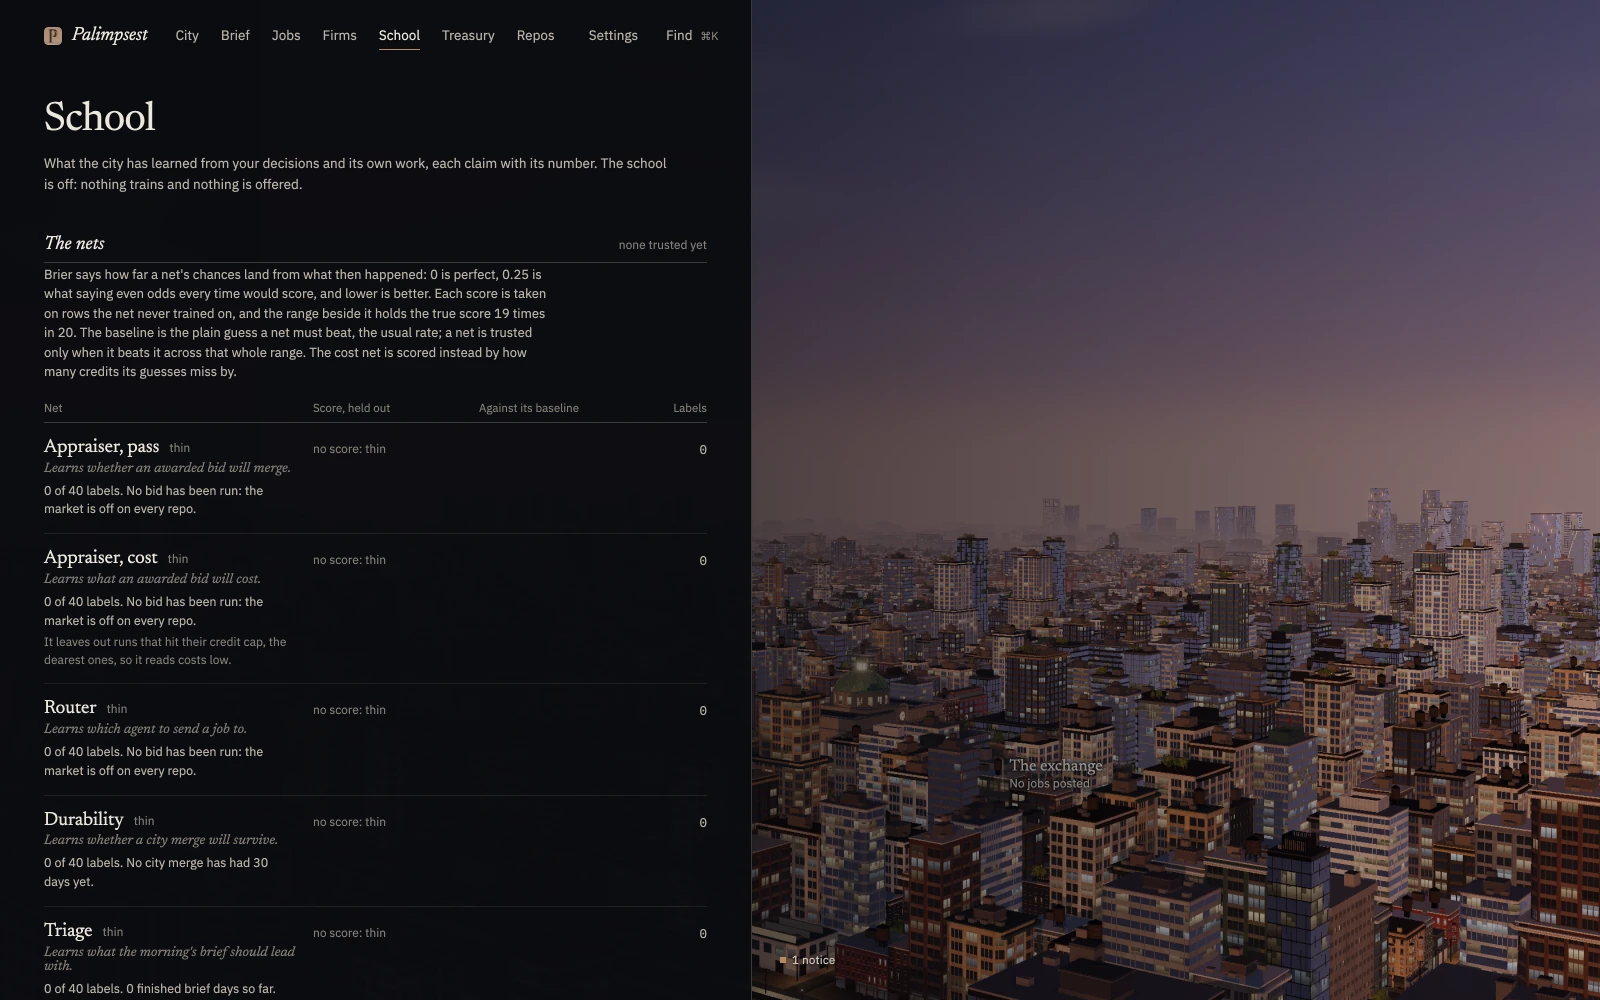 P Palimpsest City Brief Jobs Firms School Treasury Repos Settings Find ⌘K
School
What the city has learned from your decisions and its own work, each claim with its number. The school
is off: nothing trains and nothing is offered.
The nets none trusted yet
Brier says how far a net's chances land from what then happened: 0 is perfect, 0.25 is
what saying even odds every time would score, and lower is better. Each score is taken
on rows the net never trained on, and the range beside it holds the true score 19 times
in 20. The baseline is the plain guess a net must beat, the usual rate; a net is trusted
only when it beats it across that whole range. The cost net is scored instead by how
many credits its guesses miss by.
Net Score, held out Against its baseline Labels
Appraiser, pass thin no score: thin 0
Learns whether an awarded bid will merge.
0 of 40 labels. No bid has been run: the
market is off on every repo.
Appraiser, cost thin no score: thin 0
Learns what an awarded bid will cost.
0 of 40 labels. No bid has been run: the
market is off on every repo.
It leaves out runs that hit their credit cap, the
dearest ones, so it reads costs low.
Router thin no score: thin 0
Learns which agent to send a job to.
0 of 40 labels. No bid has been run: the
market is off on every repo.
Durability thin no score: thin 0
Learns whether a city merge will survive.
0 of 40 labels. No city merge has had 30
days yet.
Triage thin no score: thin 0
Learns what the morning's brief should lead
with.
0 of 40 labels. 0 finished brief days so far.
The exchange
No jobs posted
1 notice